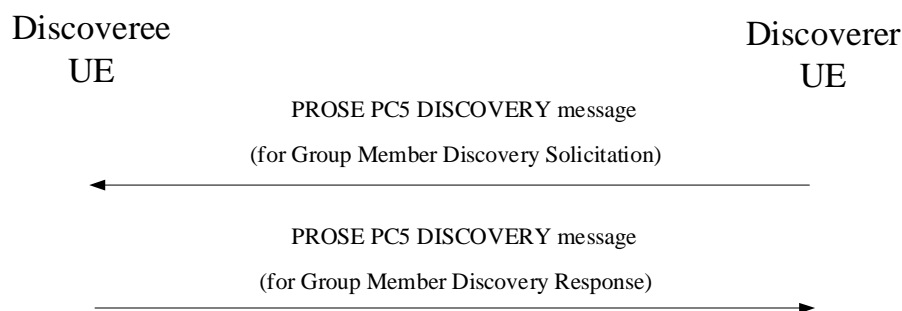 Discoveree
UE
Discoverer
UE
PROSE PC5 DISCOVERY message
(for Group Member Discovery Solicitation)
PROSE PC5 DISCOVERY message
(for Group Member Discovery Response)